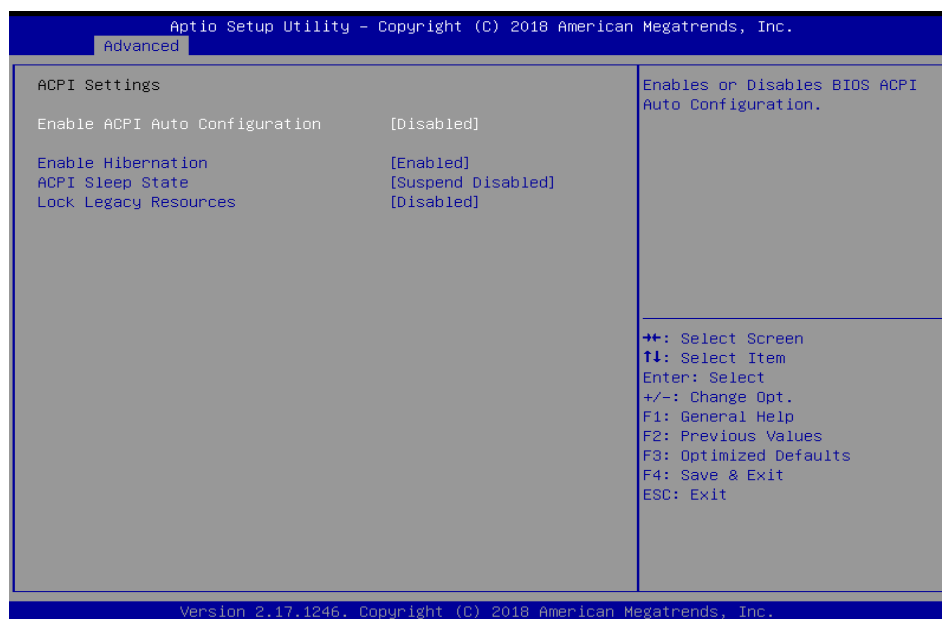 Aptio Setup Utility – Copyright (C) 2018 American Megatrends, Inc.
Advanced
ACPI Settings
Enable ACPI Auto Configuration [Disabled]
Enable Hibernation [Enabled]
ACPI Sleep State [Suspend Disabled]
Lock Legacy Resources [Disabled]
Enables or Disables BIOS ACPI
Auto Configuration.
→←: Select Screen
↑↓: Select Item
Enter: Select
+/-: Change Opt.
F1: General Help
F2: Previous Values
F3: Optimized Defaults
F4: Save & Exit
ESC: Exit
Version 2.17.1246. Copyright (C) 2018 American Megatrends, Inc.